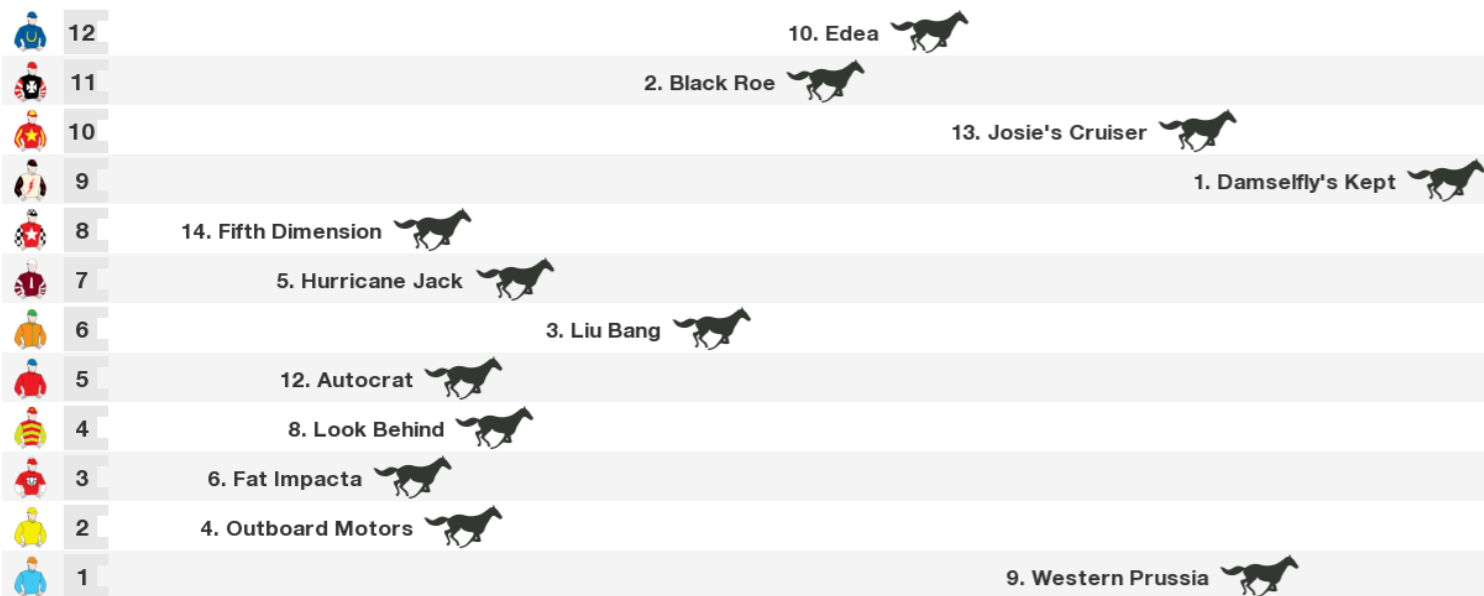 12 10. Edea
11 2. Black Roe
10 13. Josie's Cruiser
9 1. Damselfly's Kept
8 14. Fifth Dimension
7 5. Hurricane Jack
6 3. Liu Bang
5 12. Autocrat
4 8. Look Behind
3 6. Fat Impacta
2 4. Outboard Motors
1 9. Western Prussia